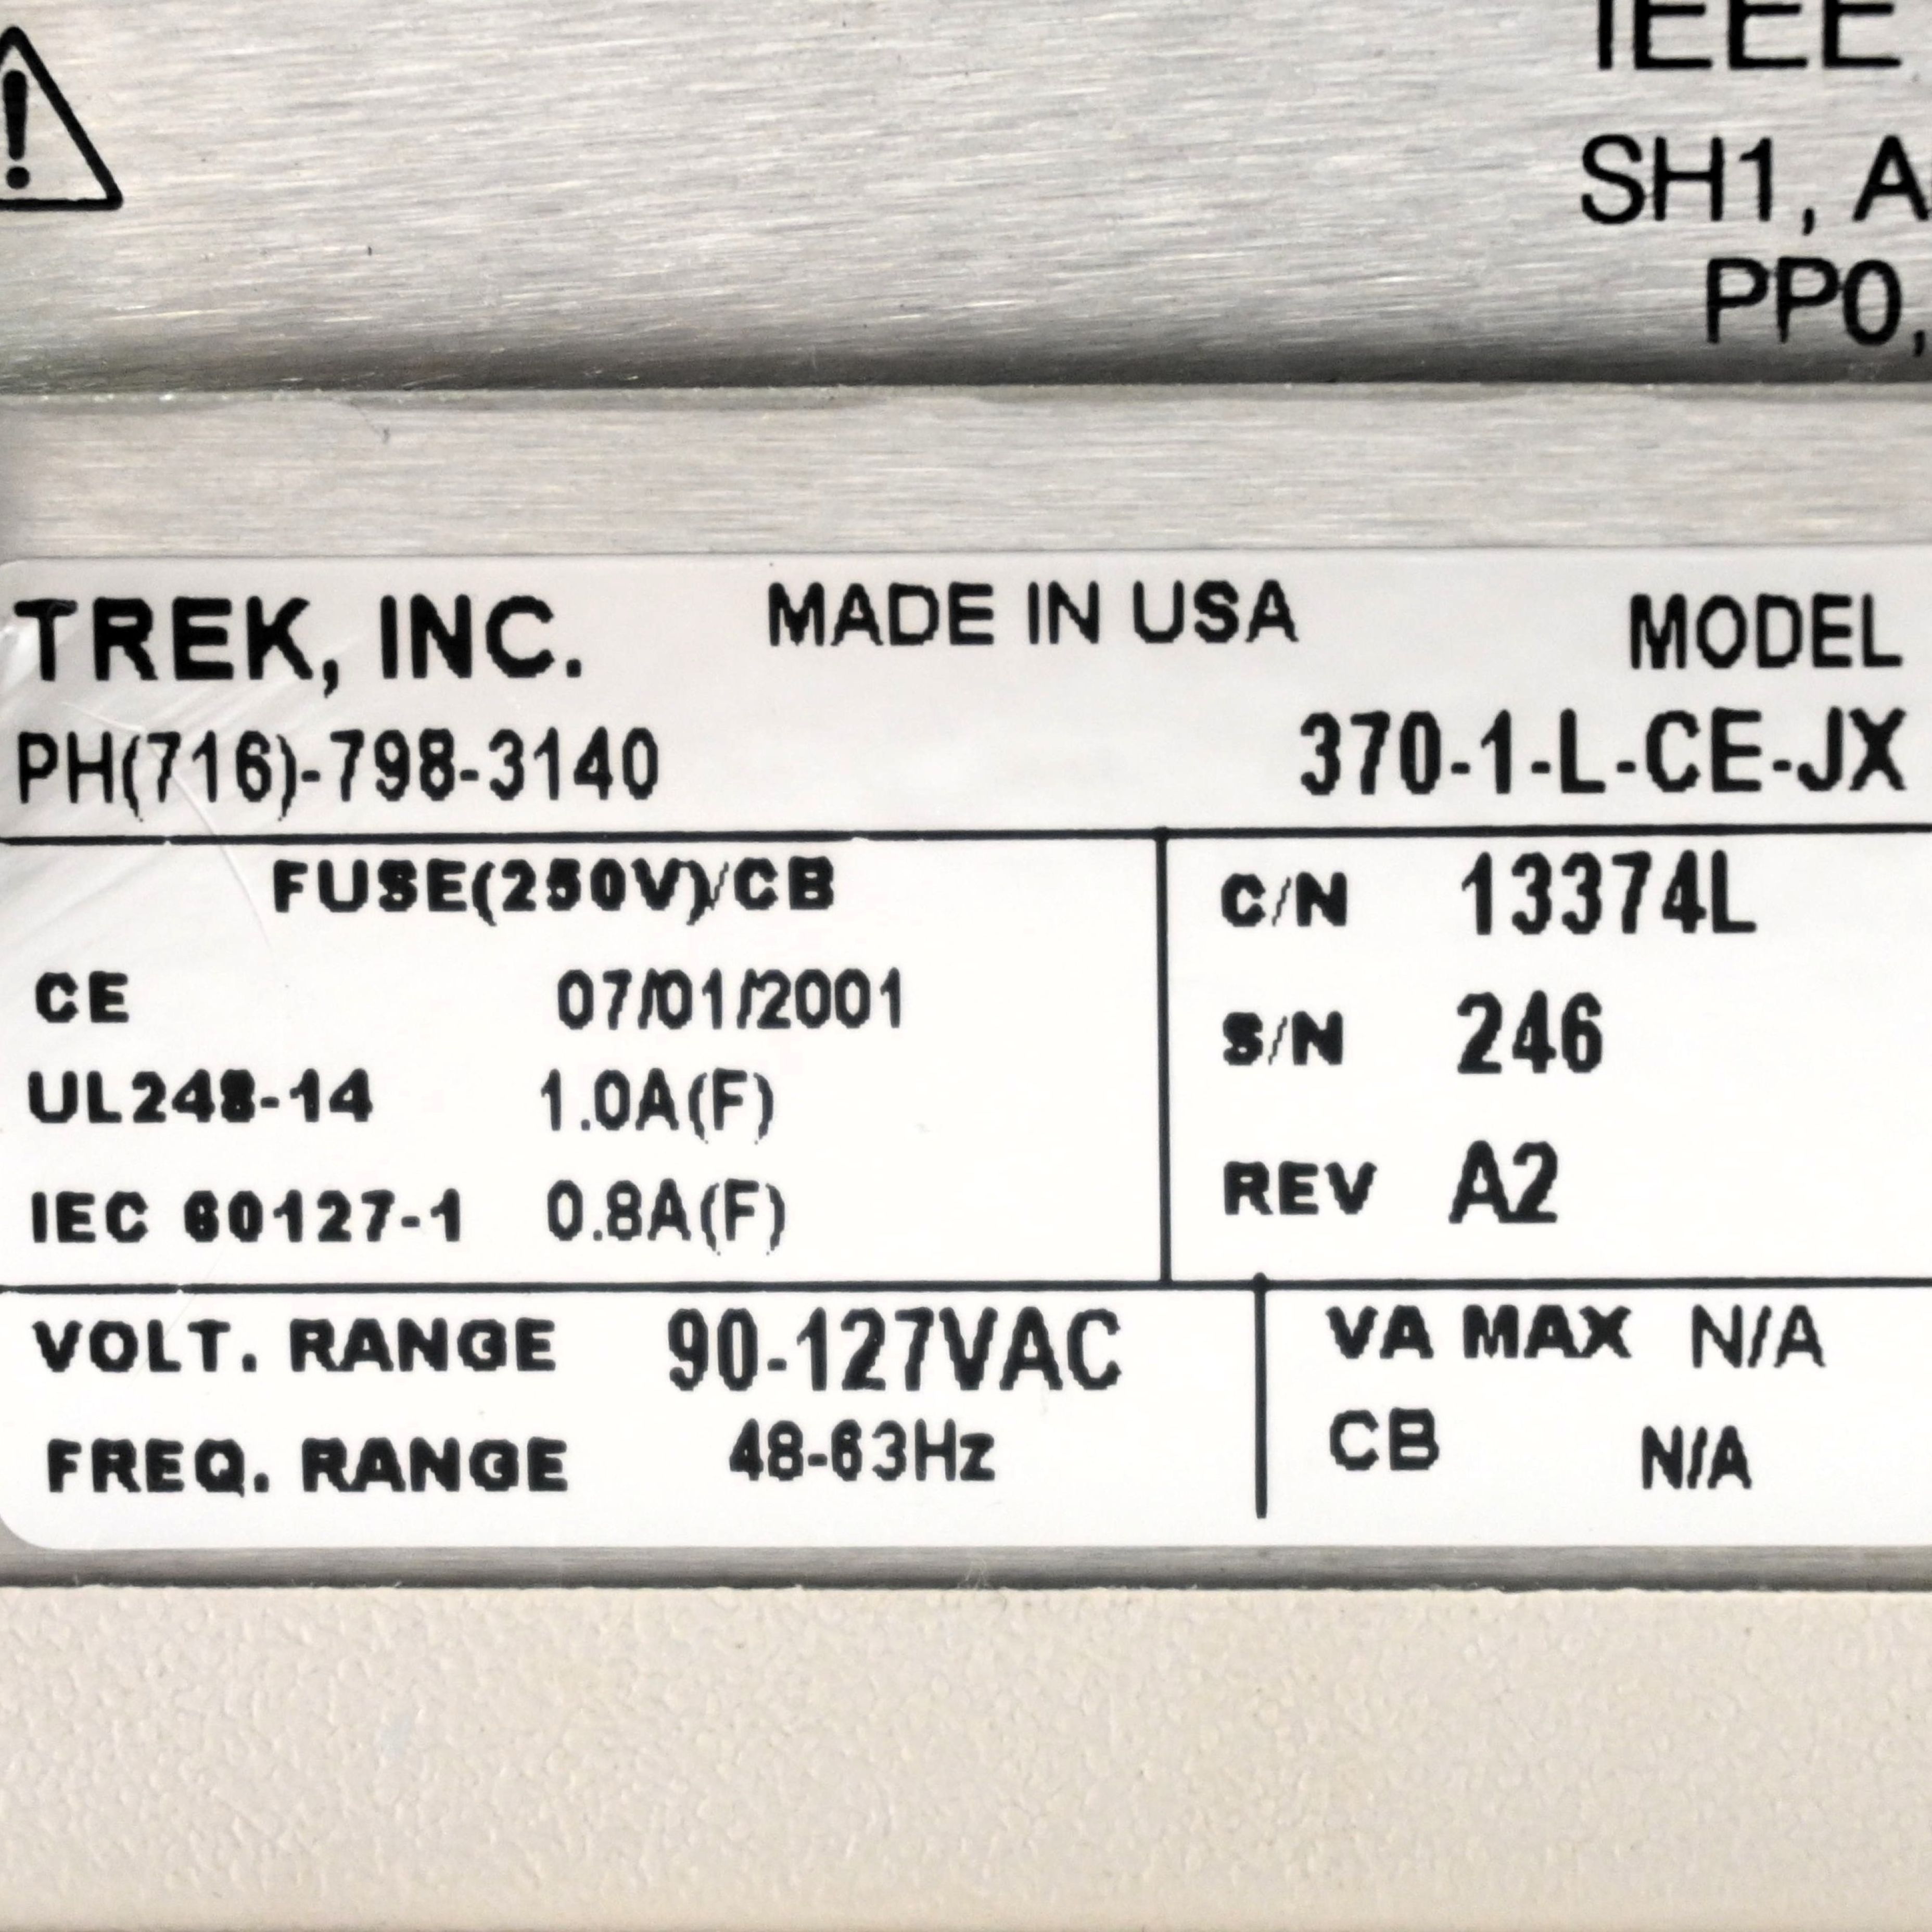 !
IEEE
SH1, A
PP0,
TREK, INC. MADE IN USA MODEL
PH(716)-798-3140 370-1-L-CE-JX
FUSE(250V)/CB C/N 13374L
CE 07/01/2001
S/N 246
UL248-14 1.0A(F)
REV A2
IEC 60127-1 0.8A(F)
VOLT. RANGE 90-127VAC VA MAX N/A
FREQ. RANGE 48-63Hz CB N/A